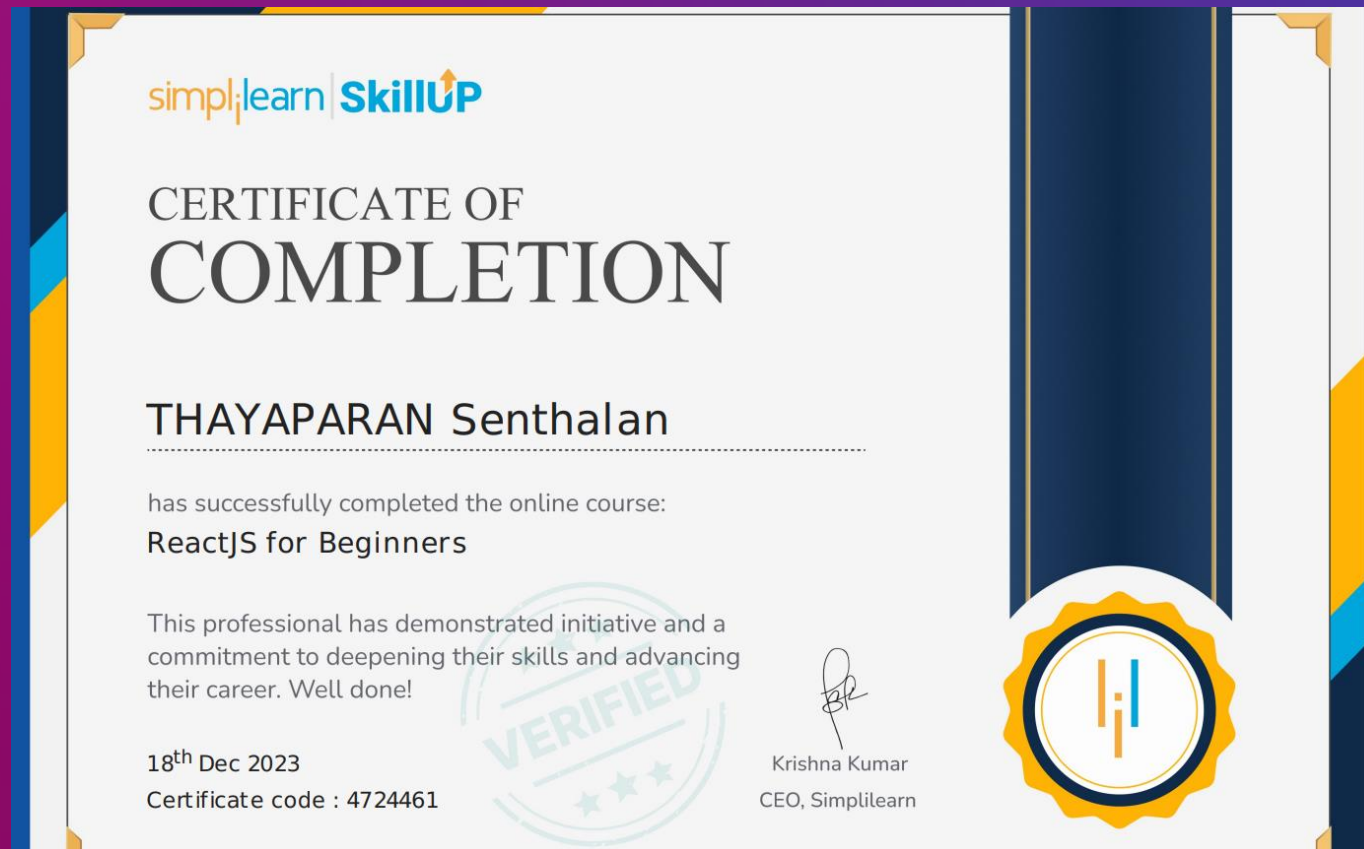 simplilearn SkillUP
CERTIFICATE OF
COMPLETION
THAYAPARAN Senthalan
has successfully completed the online course:
ReactJS for Beginners
This professional has demonstrated initiative and a
commitment to deepening their skills and advancing
their career. Well done!
VERIFIED
18th Dec 2023
Certificate code : 4724461
Krishna Kumar
CEO, Simplilearn